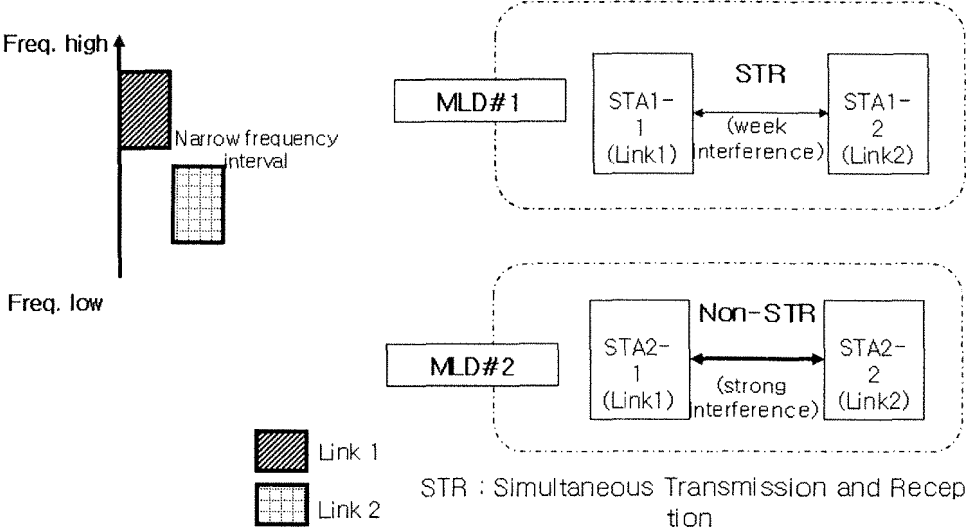 Freq. high
Narrow frequency
interval
Freq. low
Link 1
Link 2
MLD#1
STA1-
1
(Link1)
STR
(week
interference)
STA1-
2
(Link2)
MLD#2
STA2-
1
(Link1)
Non-STR
(strong
interference)
STA2-
2
(Link2)
STR : Simultaneous Transmission and Recep
tion